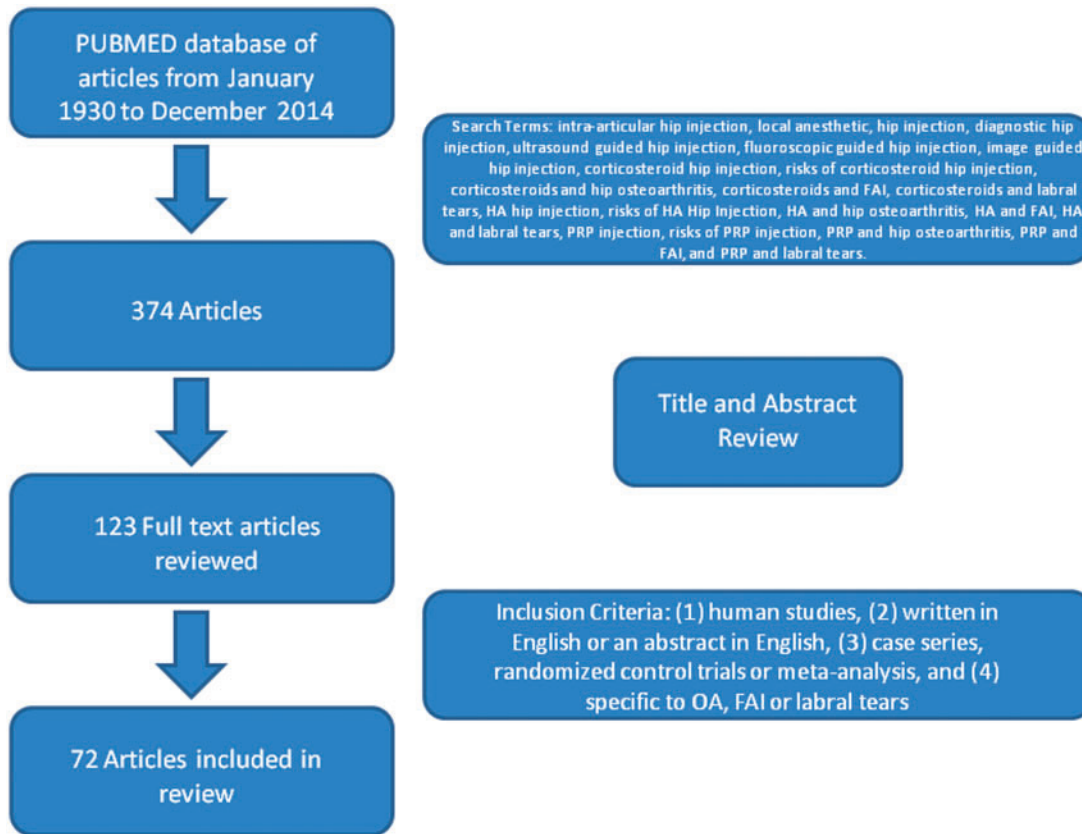 PUBMED database of
articles from January
1930 to December 2014
Search Terms: intra-articular hip injection, local anesthetic, hip injection, diagnostic hip
injection, ultrasound guided hip injection, fluoroscopic guided hip injection, image guided
hip injection, corticosteroid hip injection, risks of corticosteroid hip injection,
corticosteroids and hip osteoarthritis, corticosteroids and FAI, corticosteroids and labral
tears, HA hip injection, risks of HA Hip Injection, HA and hip osteoarthritis, HA and FAI, HA
and labral tears, PRP injection, risks of PRP injection, PRP and hip osteoarthritis, PRP and
FAI, and PRP and labral tears.
374 Articles
Title and Abstract
Review
123 Full text articles
reviewed
Inclusion Criteria: (1) human studies, (2) written in
English or an abstract in English, (3) case series,
randomized control trials or meta-analysis, and (4)
specific to OA, FAI or labral tears
72 Articles included in
review